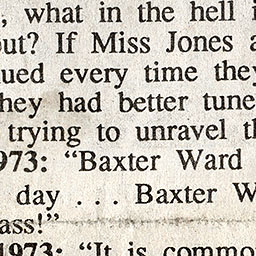 , what in the hell i
out? If Miss Jones a
ued every time they
hey had better tune
trying to unravel th
973: “Baxter Ward
day . . . Baxter W
ass!”
1973: “It is commo